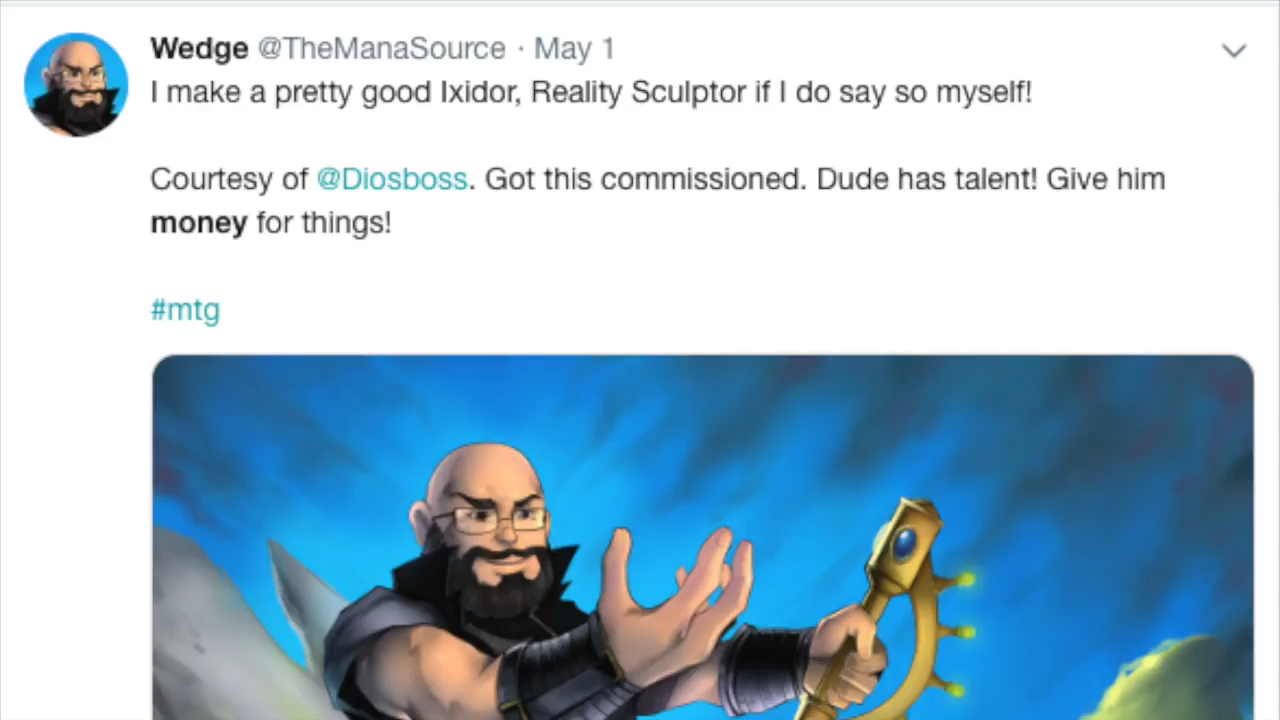 Wedge @TheManaSource · May 1
I make a pretty good Ixidor, Reality Sculptor if I do say so myself!
Courtesy of @Diosboss. Got this commissioned. Dude has talent! Give him
money for things!
#mtg